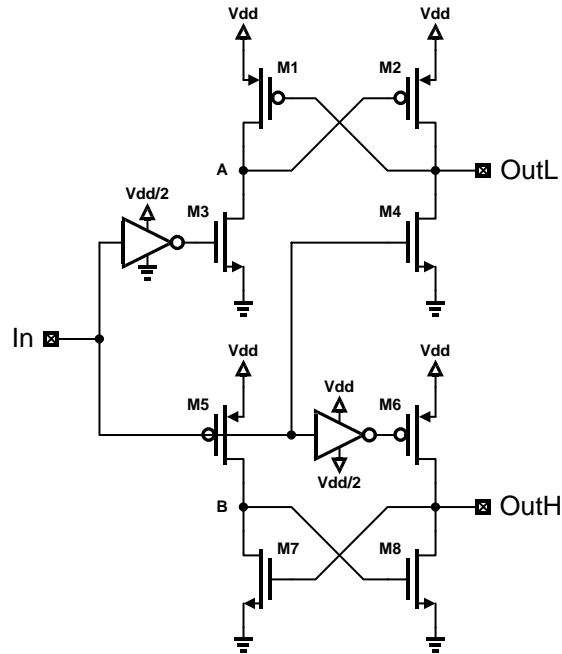 Vdd Vdd
M1 M2
A
OutL
Vdd/2
M3 M4
In
Vdd Vdd
M5 Vdd M6
Vdd/2
B
OutH
M7 M8